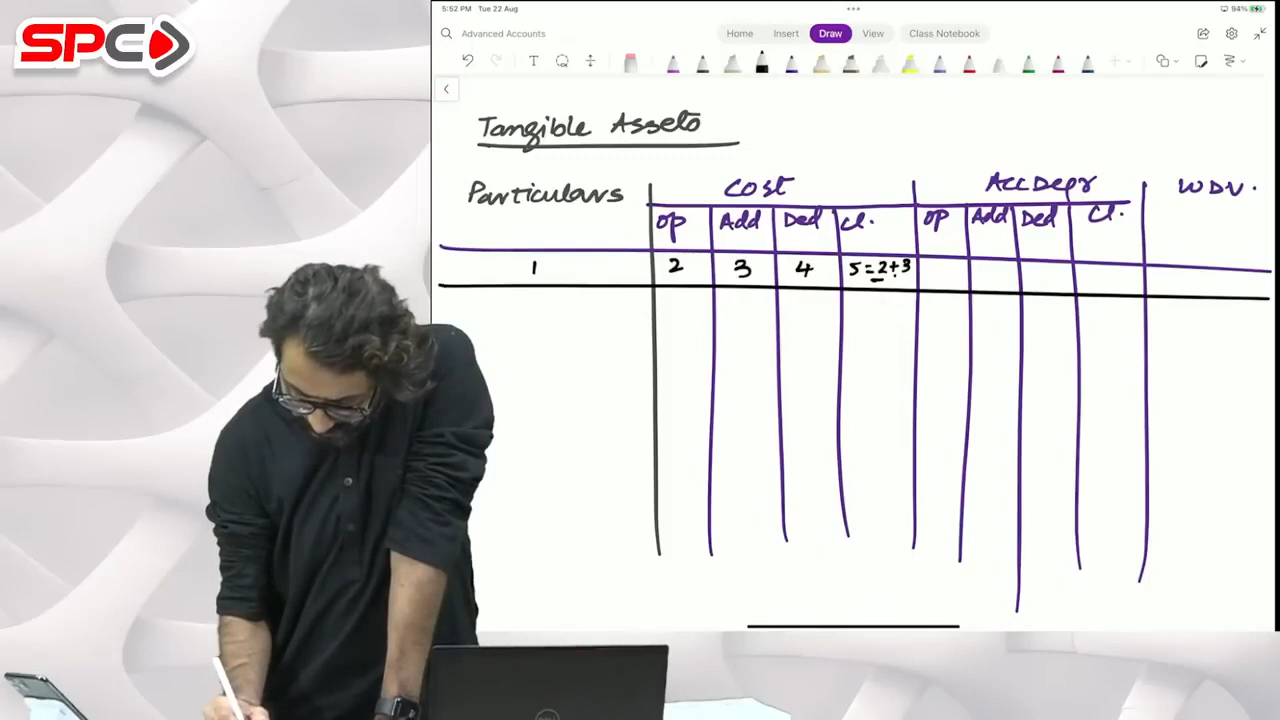 SPC
5:52 PM Tue 22 Aug
94%
Advanced Accounts
Home Insert Draw View Class Notebook
T
Tangible Assets
Particulars Cost Acc Depr W D V.
Op Add Ded Cl. Op Add Ded Cl.
1 2 3 4 5=2+3
DELL